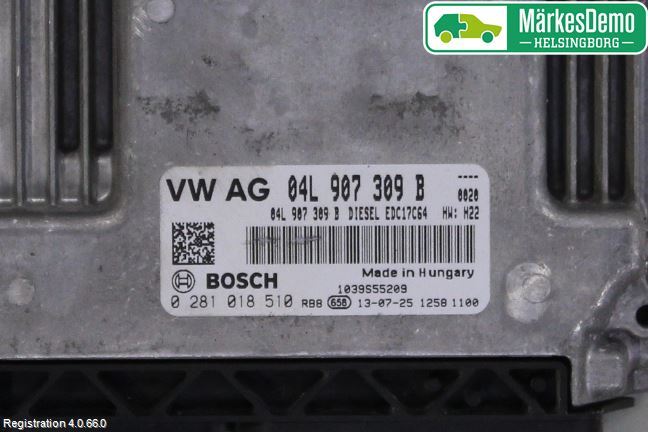 MärkesDemo
HELSINGBORG
VW AG 04L 907 309 B
----
0020
04L 907 309 B DIESEL EDC17C64 HW: H22
BOSCH
Made in Hungary
1039S55209
0 281 018 510 RBB 658 13-07-25 1258 1100
Registration 4.0.66.0